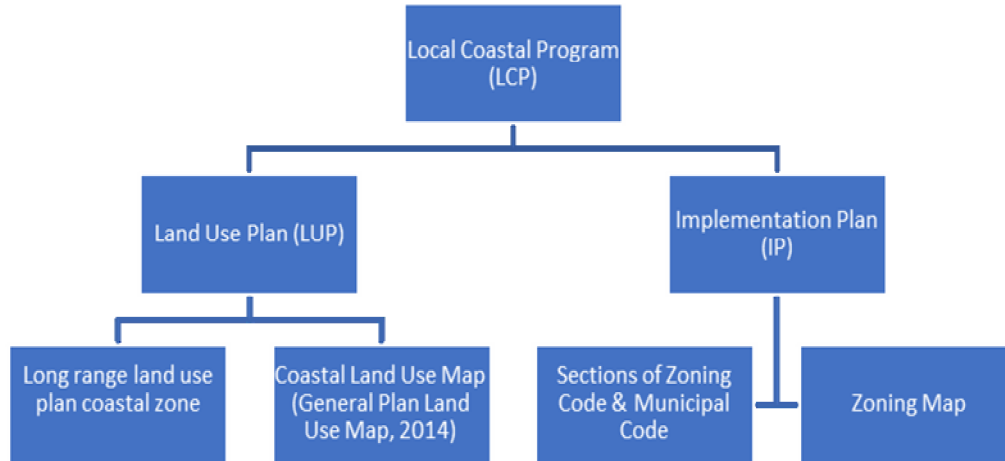 Local Coastal Program
(LCP)
Land Use Plan (LUP)
Implementation Plan
(IP)
Long range land use
plan coastal zone
Coastal Land Use Map
(General Plan Land
Use Map, 2014)
Sections of Zoning
Code & Municipal
Code
Zoning Map